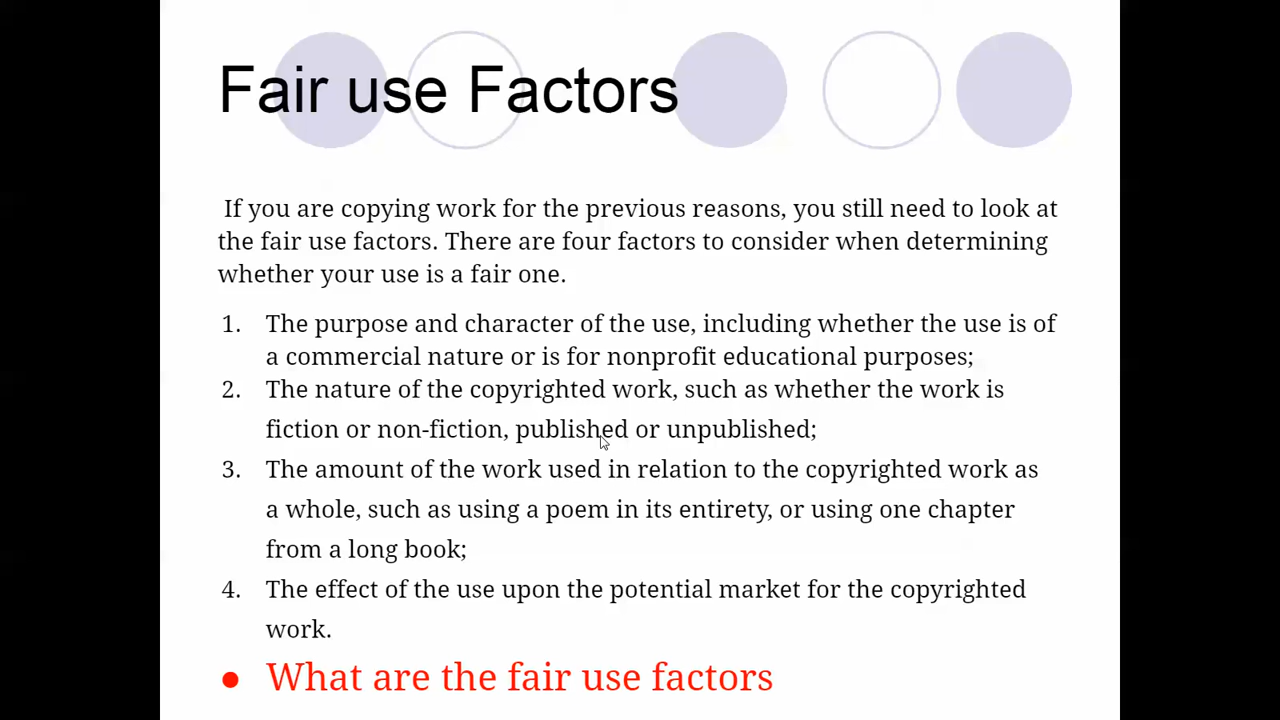 Fair use Factors
If you are copying work for the previous reasons, you still need to look at
the fair use factors. There are four factors to consider when determining
whether your use is a fair one.
1. The purpose and character of the use, including whether the use is of
a commercial nature or is for nonprofit educational purposes;
2. The nature of the copyrighted work, such as whether the work is
fiction or non-fiction, published or unpublished;
3. The amount of the work used in relation to the copyrighted work as
a whole, such as using a poem in its entirety, or using one chapter
from a long book;
4. The effect of the use upon the potential market for the copyrighted
work.
● What are the fair use factors